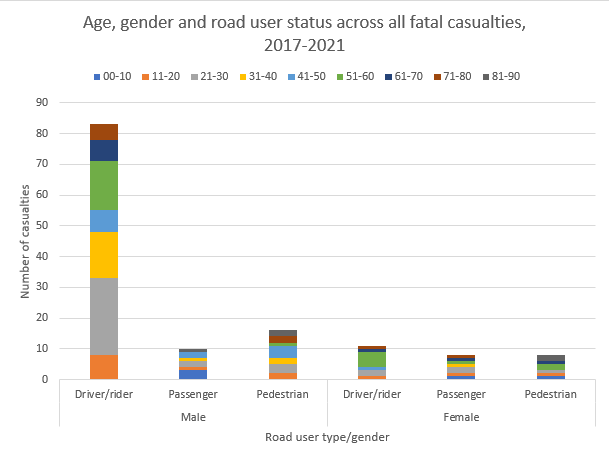 Age, gender and road user status across all fatal casualties,
2017-2021
00-10 11-20 21-30 31-40 41-50 51-60 61-70 71-80 81-90
Number of casualties
90
80
70
60
50
40
30
20
10
0
Driver/rider Passenger Pedestrian Driver/rider Passenger Pedestrian
Male Female
Road user type/gender